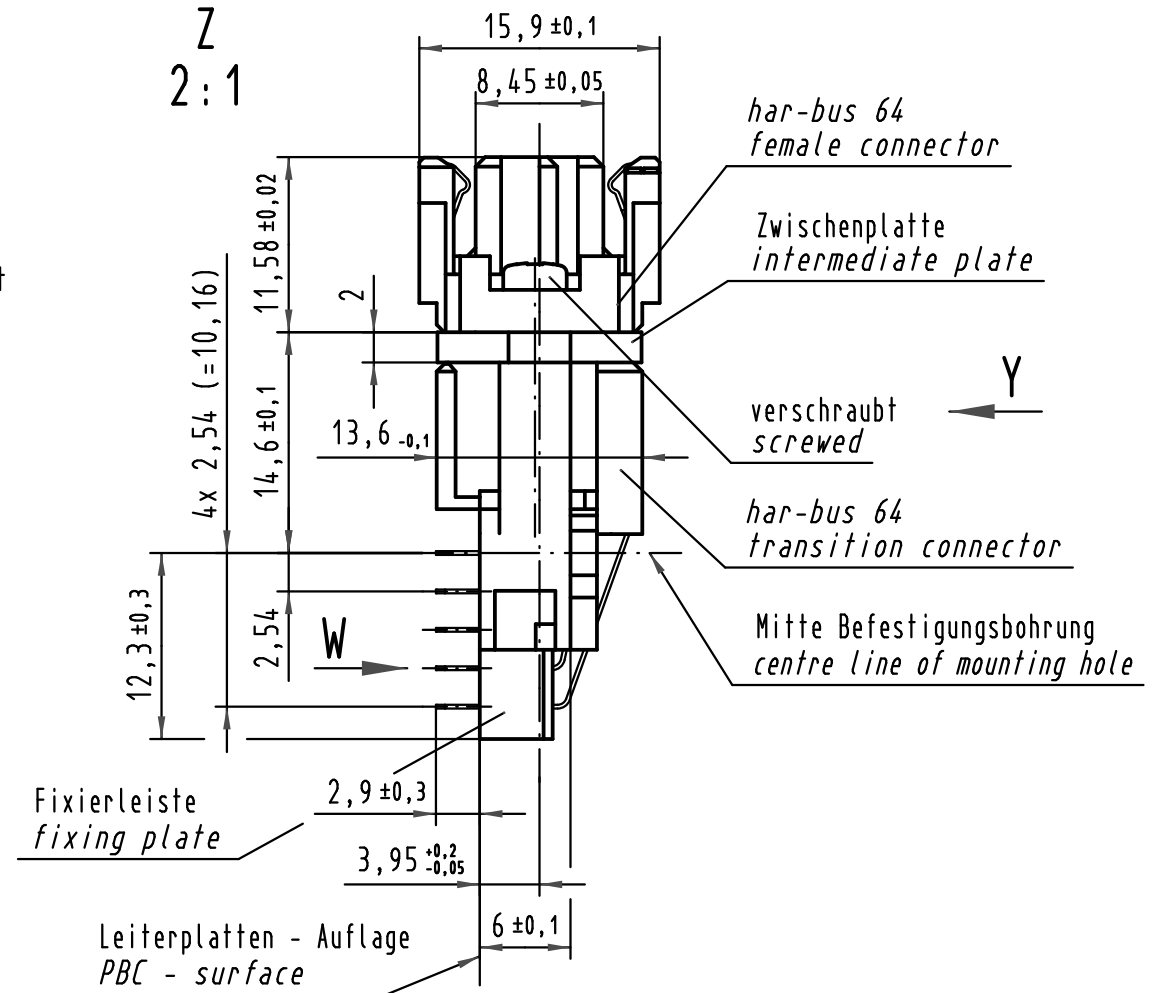 Z
2:1
15,9 ±0,1
8,45 ±0,05
har-bus 64
female connector
Zwischenplatte
intermediate plate
11,58 ±0,02
2
4x 2,54 (=10,16)
14,6 ±0,1
13,6 -0,1
Y
verschraubt
screwed
har-bus 64
transition connector
12,3 ±0,3
2,54
W
Mitte Befestigungsbohrung
centre line of mounting hole
Fixierleiste
fixing plate
2,9 ±0,3
3,95 +0,2 -0,05
6 ±0,1
Leiterplatten - Auflage
PBC - surface